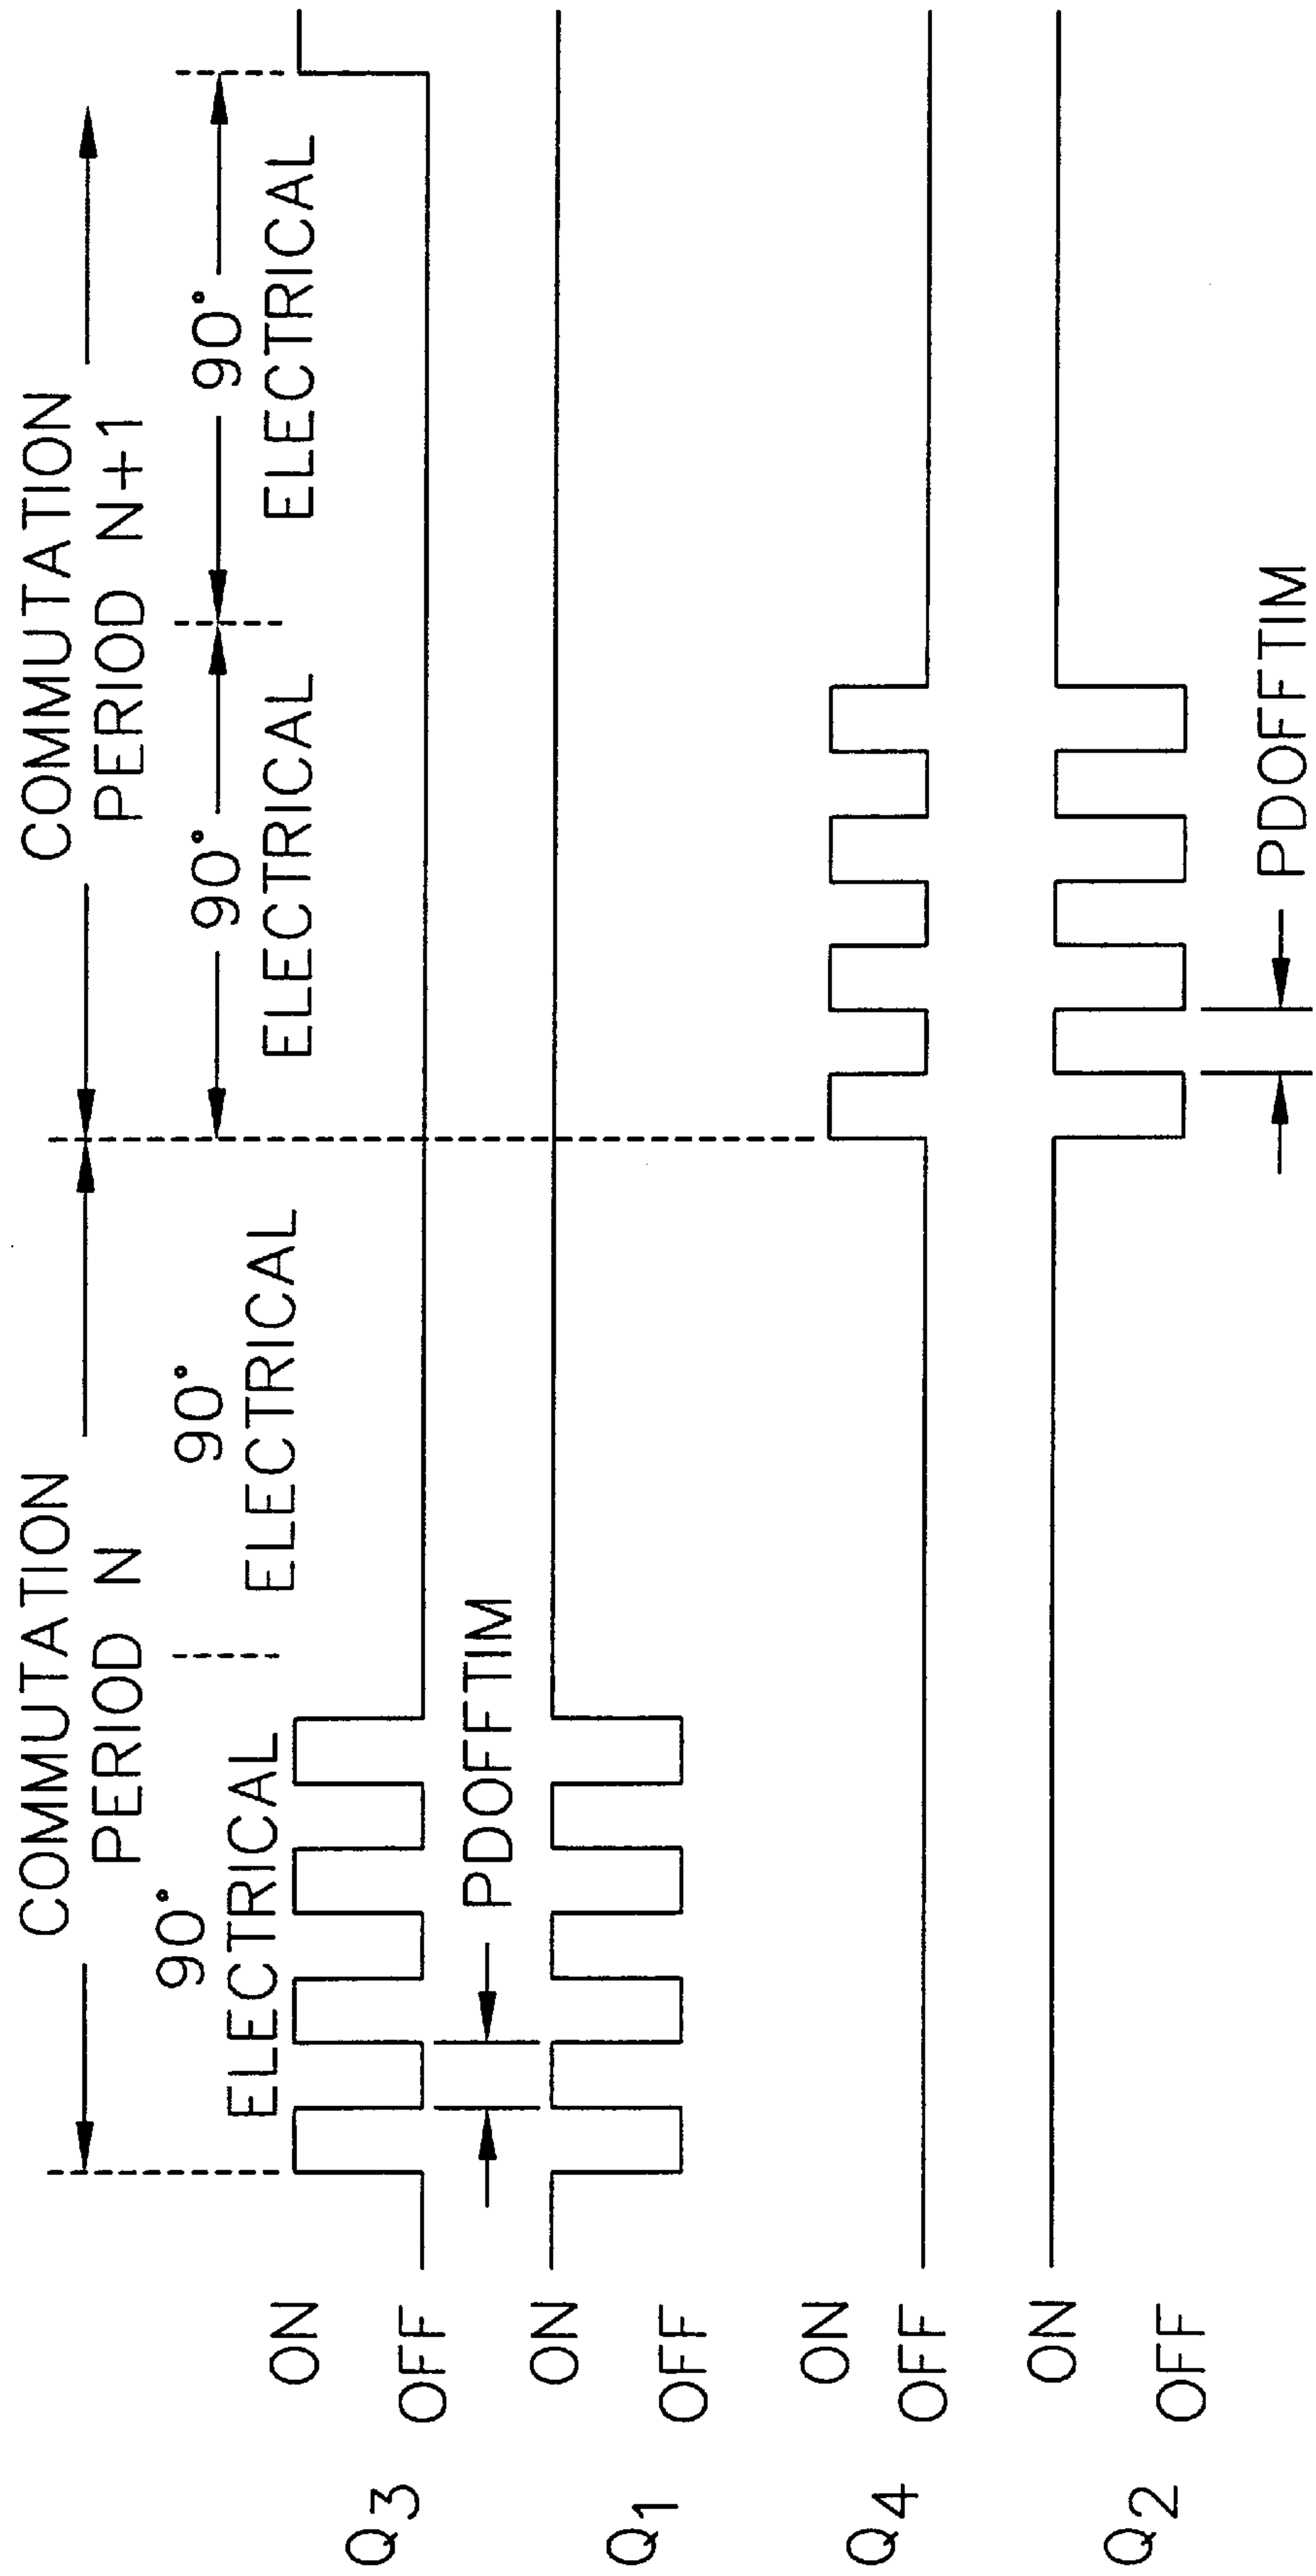 COMMUTATION
PERIOD N
COMMUTATION
PERIOD N+1
90°
ELECTRICAL
90°
ELECTRICAL
90°
ELECTRICAL
90°
ELECTRICAL
Q3
ON
OFF
PDOFFTIM
Q1
ON
OFF
Q4
ON
OFF
Q2
ON
OFF
PDOFFTIM